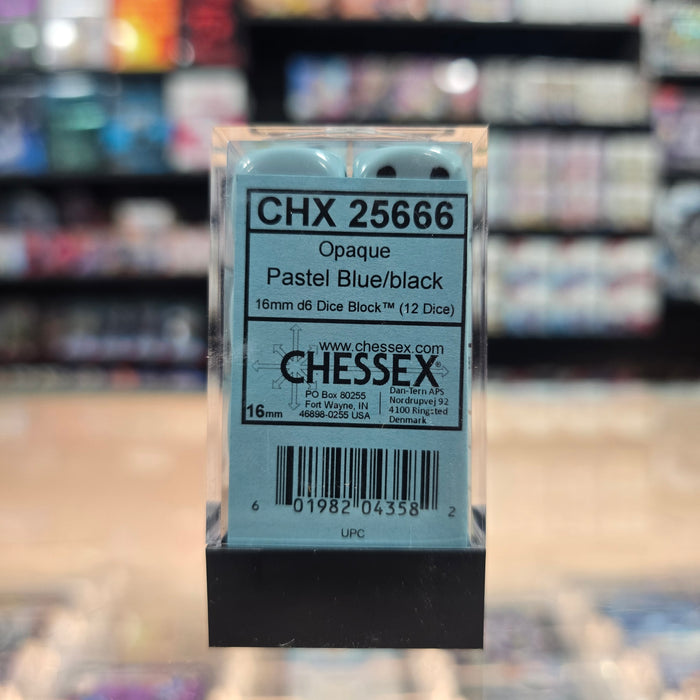 CHX 25666
Opaque
Pastel Blue/black
16mm d6 Dice Block™ (12 Dice)
www.chessex.com
CHESSEX®
PO Box 80255
Fort Wayne, IN
46898-0255 USA
Dan-Tern APS
Nordrupvej 92
4100 Ringsted
Denmark
16mm
6 01982 04358 2
UPC